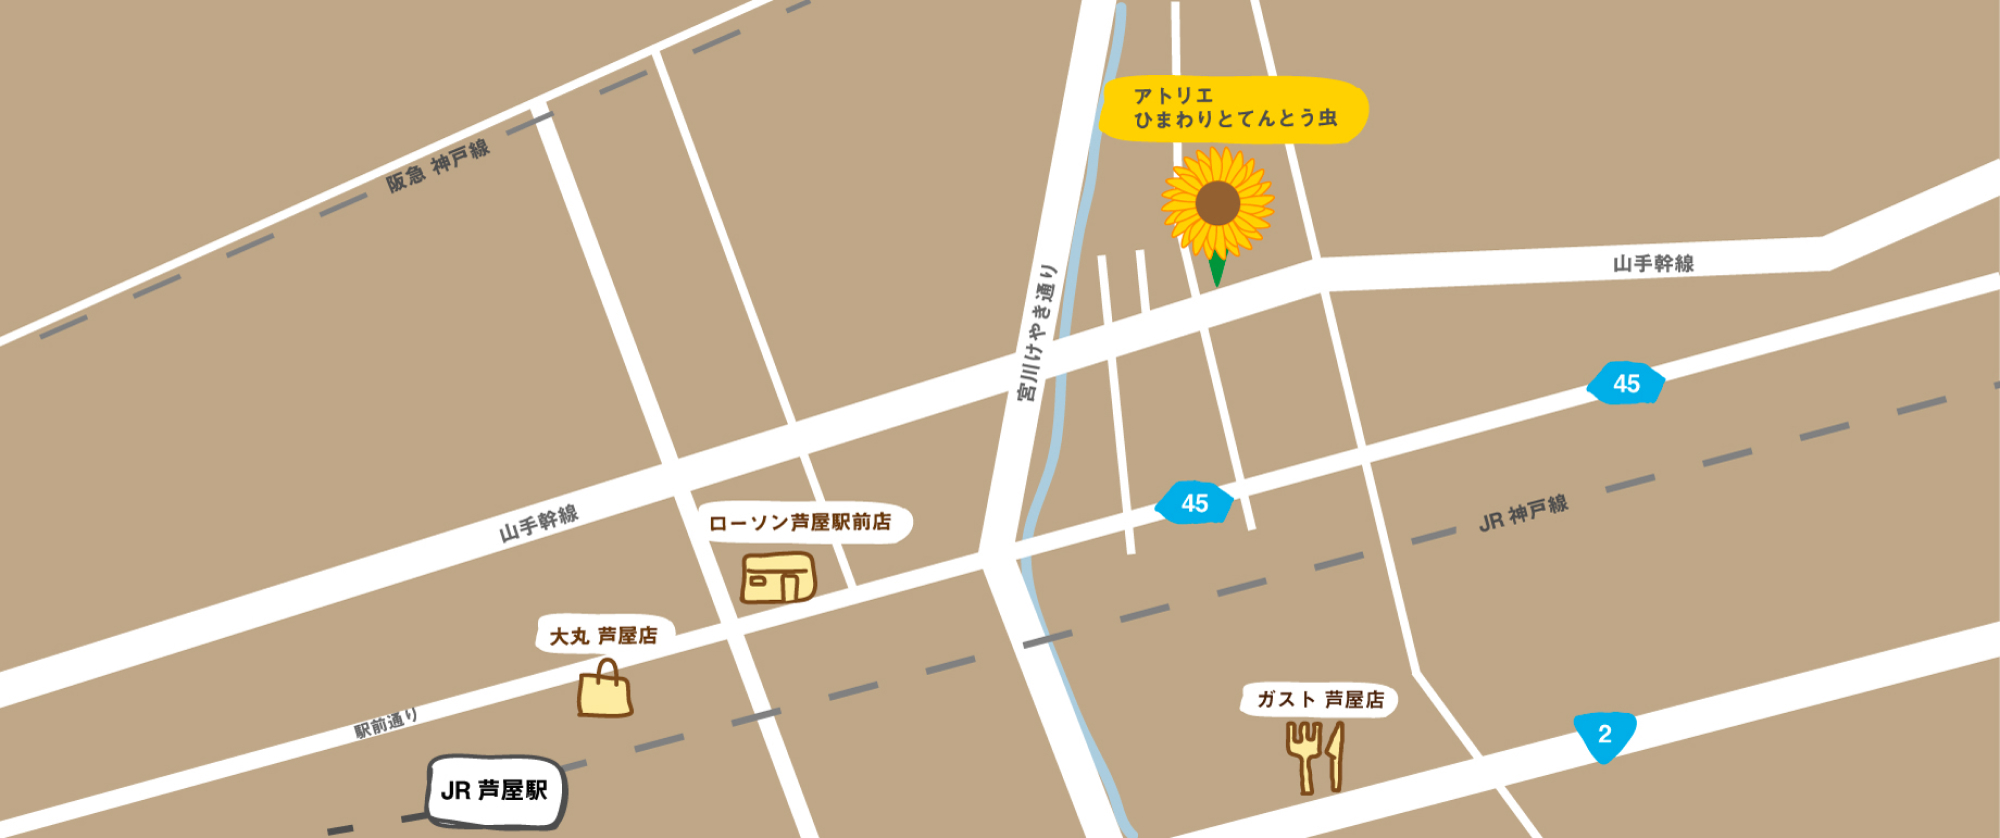 アトリエ
ひまわりとてんとう虫
阪急 神戸線
宮川けやき通り
山手幹線
45
45
JR 神戸線
山手幹線
ローソン芦屋駅前店
大丸 芦屋店
ガスト 芦屋店
駅前通り
2
JR 芦屋駅